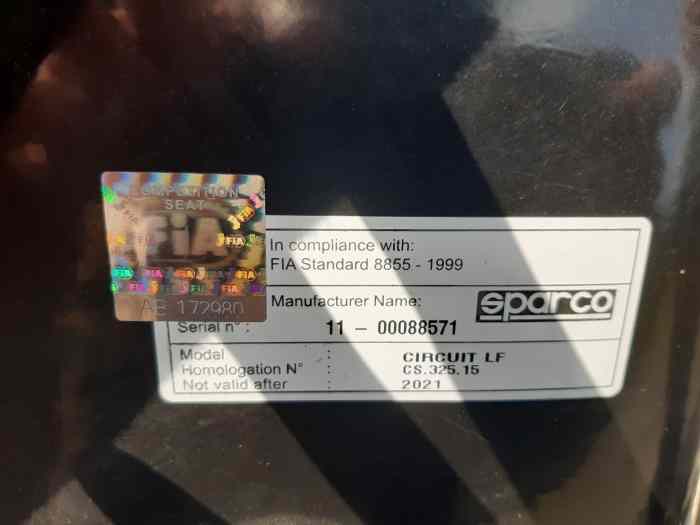 COMPETITION
SEAT
FIA
AE 172980
In compliance with:
FIA Standard 8855 - 1999
Manufacturer Name:
sparco
Serial n° :
11 - 00088571
Model : CIRCUIT LF
Homologation N° : CS.325.15
Not valid after : 2021